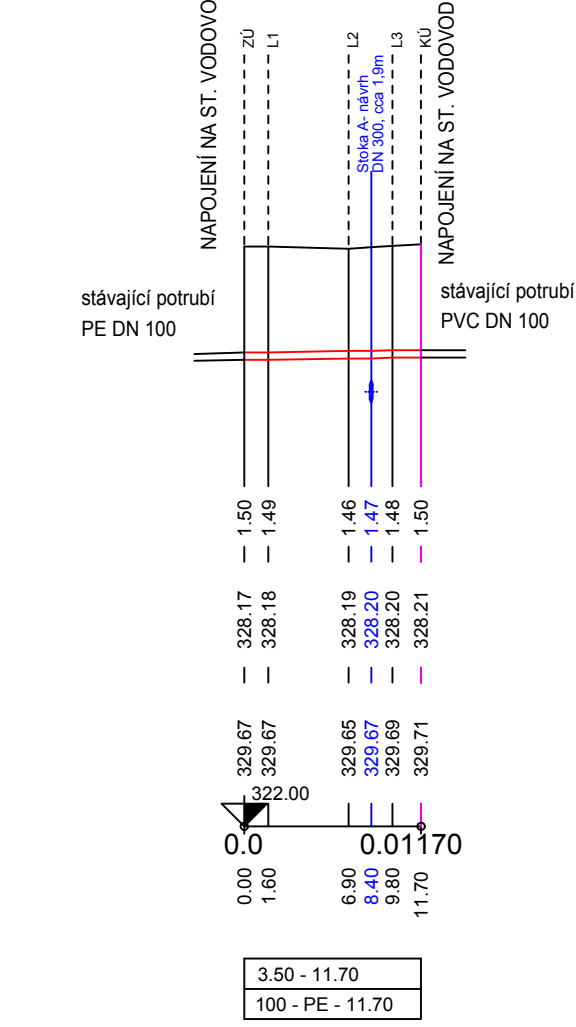 NAPOJENÍ NA ST. VODOVO
ZÚ
L1
L2
Stoka A- návrh
DN 300, cca 1,9m
L3
KÚ
NAPOJENÍ NA ST. VODOVOD
stávající potrubí
PE DN 100
stávající potrubí
PVC DN 100
1.50
1.49
1.46
1.47
1.48
1.50
328.17
328.18
328.19
328.20
328.20
328.21
329.67
329.67
329.65
329.67
329.69
329.71
322.00
0.0
0.01170
0.00
1.60
6.90
8.40
9.80
11.70
3.50 - 11.70
100 - PE - 11.70